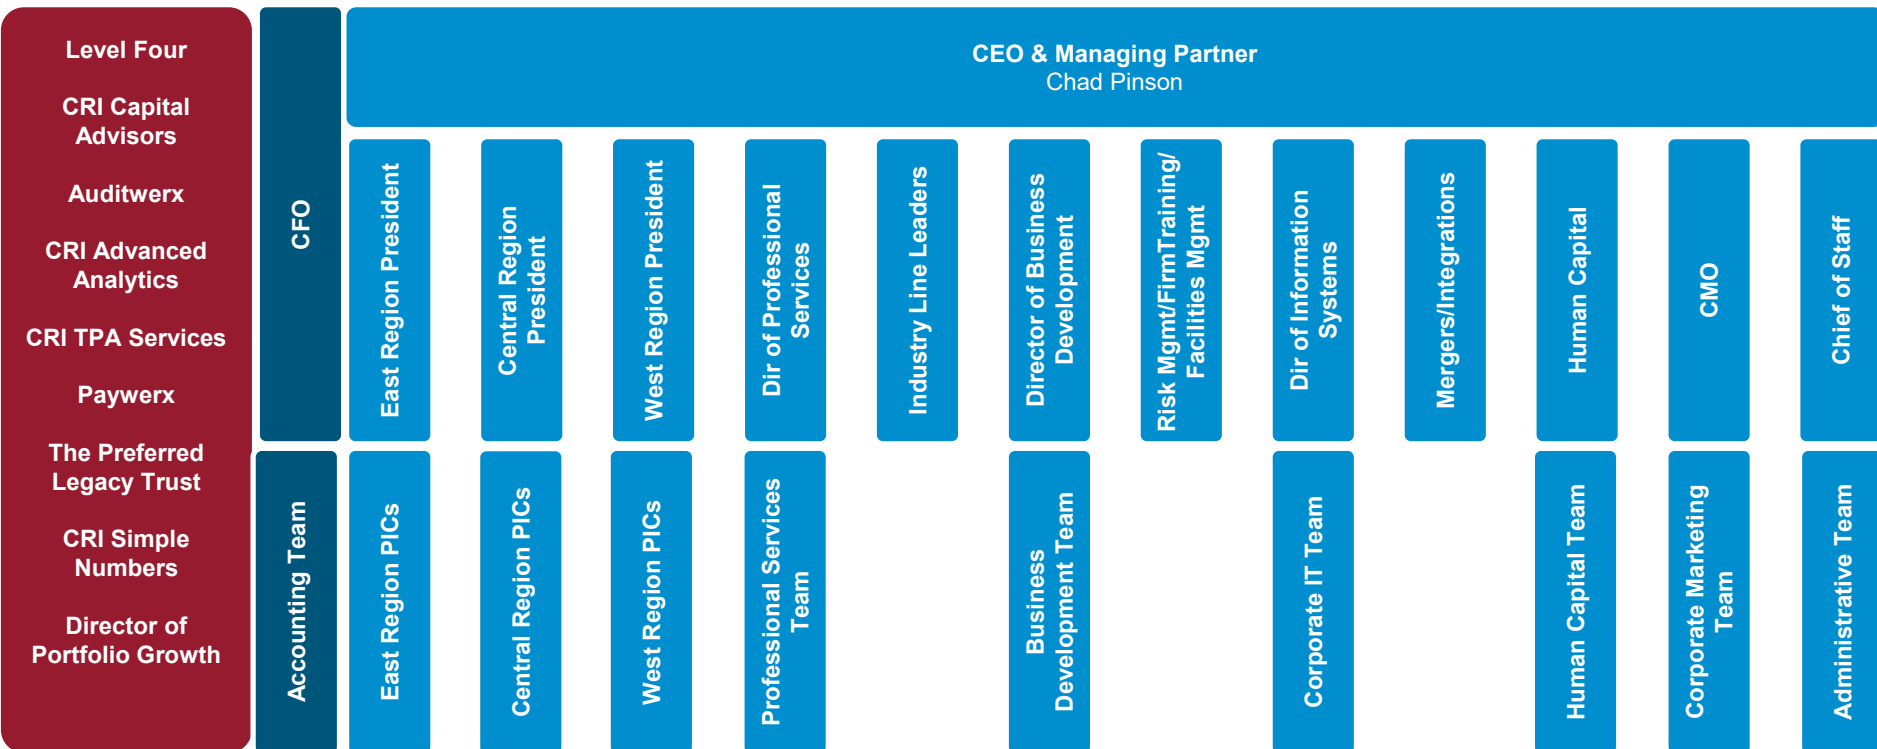 Level Four
CRI Capital
Advisors
Auditwerx
CRI Advanced
Analytics
CRI TPA Services
Paywerx
The Preferred
Legacy Trust
CRI Simple
Numbers
Director of
Portfolio Growth
CFO
Accounting Team
CEO & Managing Partner
Chad Pinson
East Region President
Central Region
President
West Region President
Dir of Professional
Services
Industry Line Leaders
Director of Business
Development
Risk Mgmt/FirmTraining/
Facilities Mgmt
Dir of Information
Systems
Mergers/Integrations
Human Capital
CMO
Chief of Staff
East Region PICs
Central Region PICs
West Region PICs
Professional Services
Team
Business
Development Team
Corporate IT Team
Human Capital Team
Corporate Marketing
Team
Administrative Team